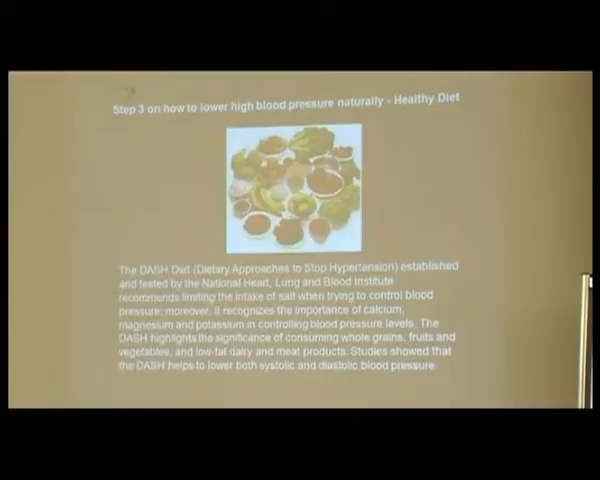 Step 3 on how to lower high blood pressure naturally - Healthy Diet
The DASH Diet (Dietary Approaches to Stop Hypertension) established
and tested by the National Heart, Lung and Blood Institute
recommends limiting the intake of salt when trying to control blood
pressure; moreover, it recognizes the importance of calcium,
magnesium and potassium in controlling blood pressure levels. The
DASH highlights the significance of consuming whole grains, fruits and
vegetables, and low-fat dairy and meat products. Studies showed that
the DASH helps to lower both systolic and diastolic blood pressure